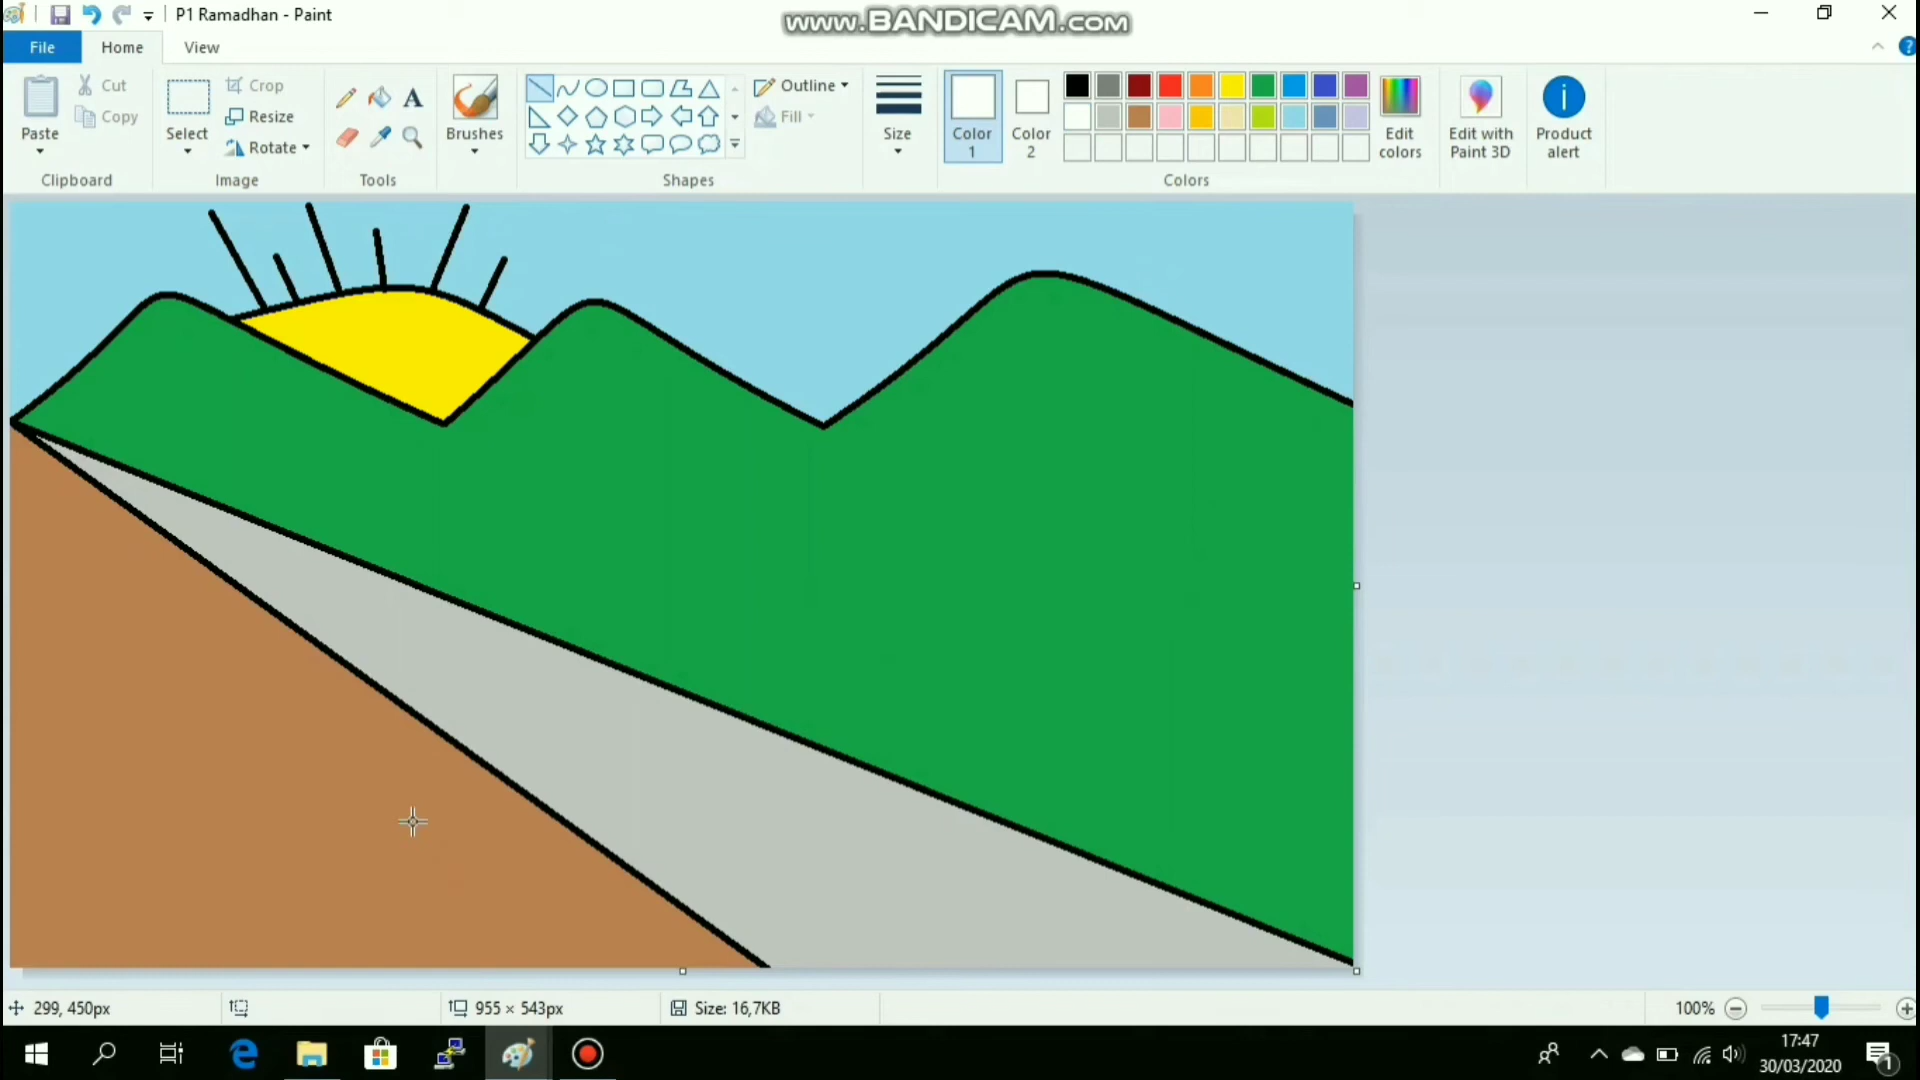 P1 Ramadhan - Paint
www.BANDICAM.com
File
Home
View
Paste
Cut
Copy
Clipboard
Select
Crop
Resize
Rotate
Image
A
Tools
Brushes
Shapes
Outline
Fill
Size
Color
1
Color
2
Colors
Edit
colors
Edit with
Paint 3D
Product
alert
299, 450px
955 × 543px
Size: 16,7KB
100%
17:47
30/03/2020
1